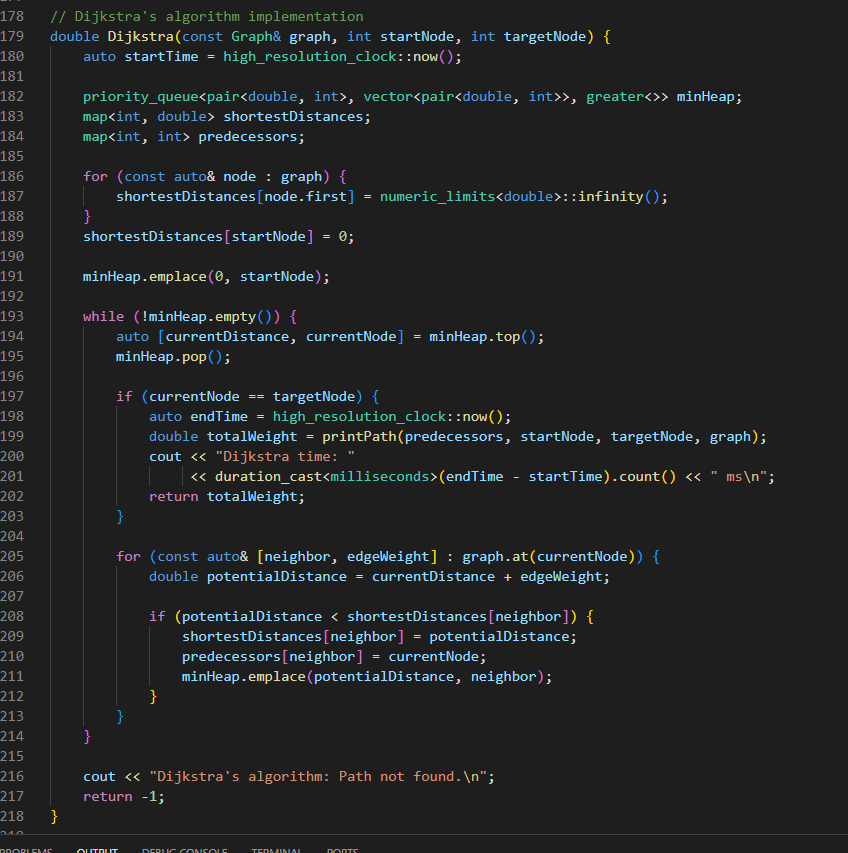 178 // Dijkstra's algorithm implementation
179 double Dijkstra(const Graph& graph, int startNode, int targetNode) {
180     auto startTime = high_resolution_clock::now();
181
182     priority_queue<pair<double, int>, vector<pair<double, int>>, greater<>> minHeap;
183     map<int, double> shortestDistances;
184     map<int, int> predecessors;
185
186     for (const auto& node : graph) {
187         shortestDistances[node.first] = numeric_limits<double>::infinity();
188     }
189     shortestDistances[startNode] = 0;
190
191     minHeap.emplace(0, startNode);
192
193     while (!minHeap.empty()) {
194         auto [currentDistance, currentNode] = minHeap.top();
195         minHeap.pop();
196
197         if (currentNode == targetNode) {
198             auto endTime = high_resolution_clock::now();
199             double totalWeight = printPath(predecessors, startNode, targetNode, graph);
200             cout << "Dijkstra time: "
201                  << duration_cast<milliseconds>(endTime - startTime).count() << " ms\n";
202             return totalWeight;
203         }
204
205         for (const auto& [neighbor, edgeWeight] : graph.at(currentNode)) {
206             double potentialDistance = currentDistance + edgeWeight;
207
208             if (potentialDistance < shortestDistances[neighbor]) {
209                 shortestDistances[neighbor] = potentialDistance;
210                 predecessors[neighbor] = currentNode;
211                 minHeap.emplace(potentialDistance, neighbor);
212             }
213         }
214     }
215
216     cout << "Dijkstra's algorithm: Path not found.\n";
217     return -1;
218 }
PROBLEMS OUTPUT DEBUG CONSOLE TERMINAL PORTS